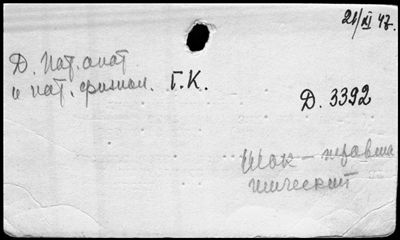 21/XI 47.
Д. Пат. анат
и пат. физиол. Г.К.
Д. 3392
Шок – травма
тический